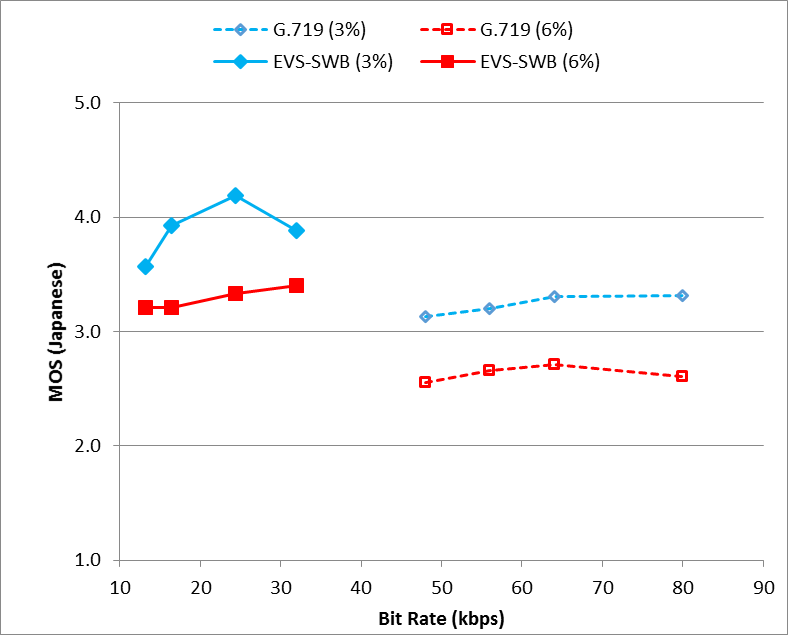 G.719 (3%) G.719 (6%)
EVS-SWB (3%) EVS-SWB (6%)
5.0
4.0
3.0
2.0
1.0
MOS (Japanese)
10 20 30 40 50 60 70 80 90
Bit Rate (kbps)